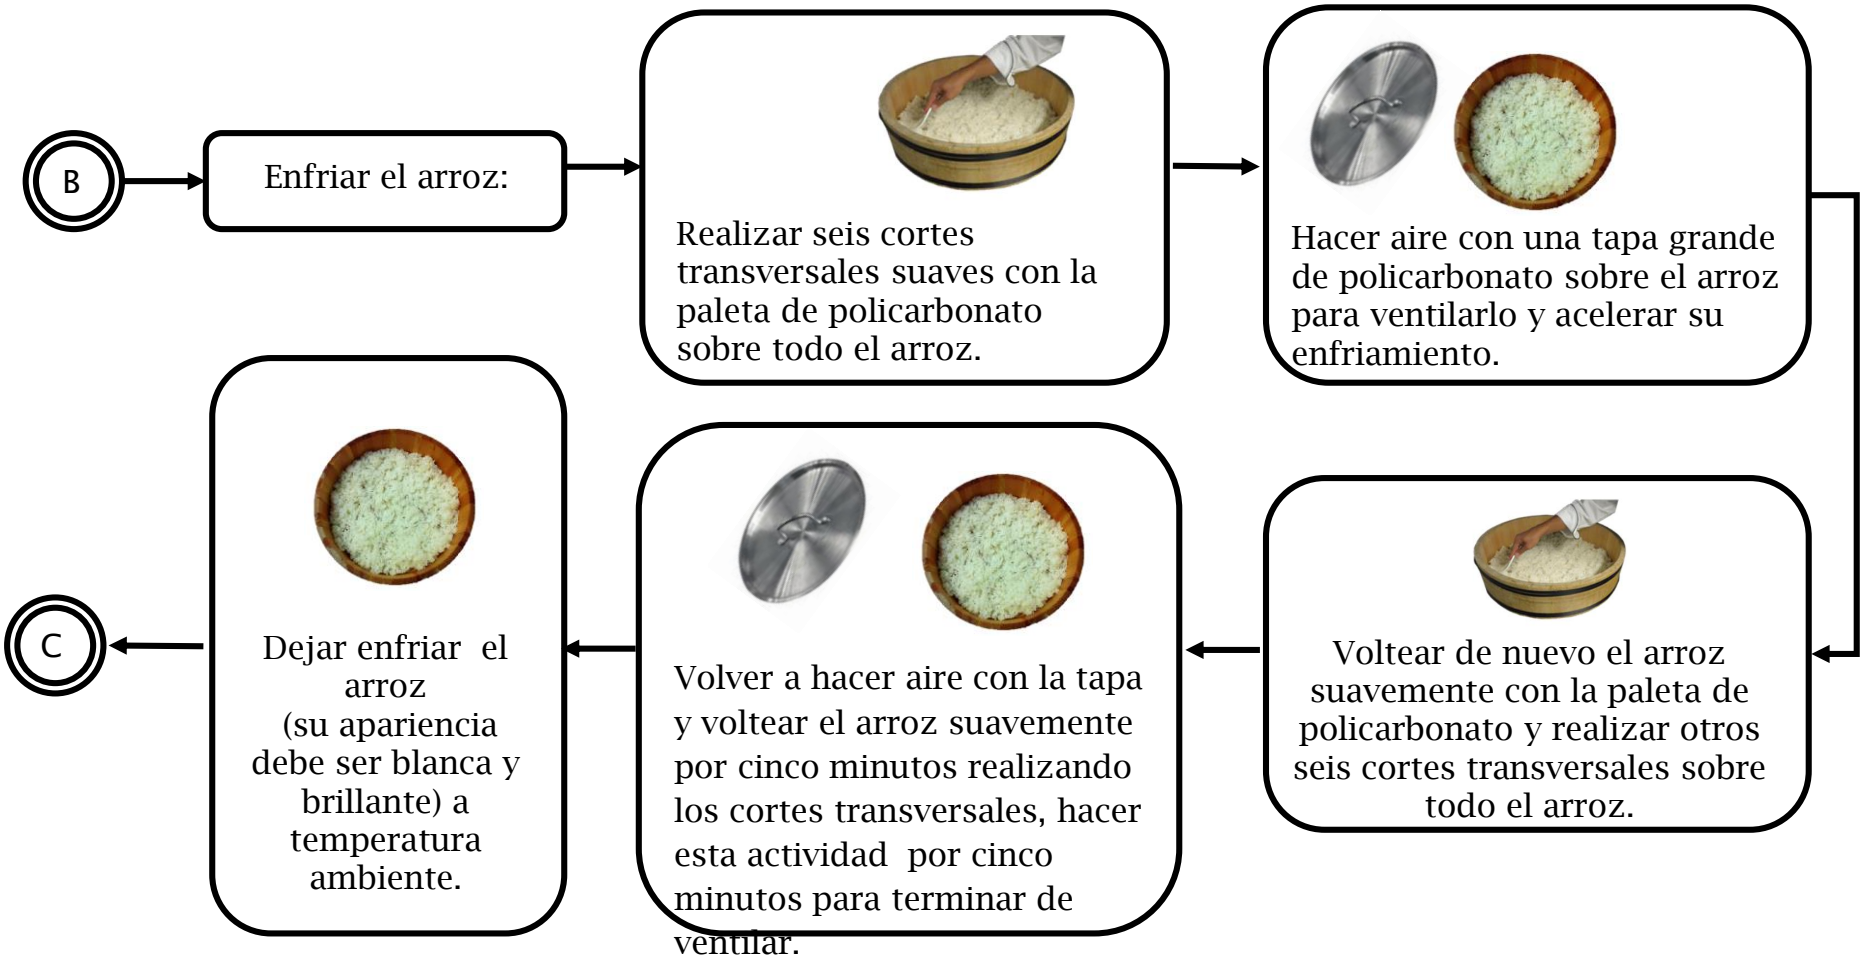 B
Enfriar el arroz:
Realizar seis cortes
transversales suaves con la
paleta de policarbonato
sobre todo el arroz.
Hacer aire con una tapa grande
de policarbonato sobre el arroz
para ventilarlo y acelerar su
enfriamiento.
Voltear de nuevo el arroz
suavemente con la paleta de
policarbonato y realizar otros
seis cortes transversales sobre
todo el arroz.
Volver a hacer aire con la tapa
y voltear el arroz suavemente
por cinco minutos realizando
los cortes transversales, hacer
esta actividad por cinco
minutos para terminar de
ventilar.
Dejar enfriar el
arroz
(su apariencia
debe ser blanca y
brillante) a
temperatura
ambiente.
C